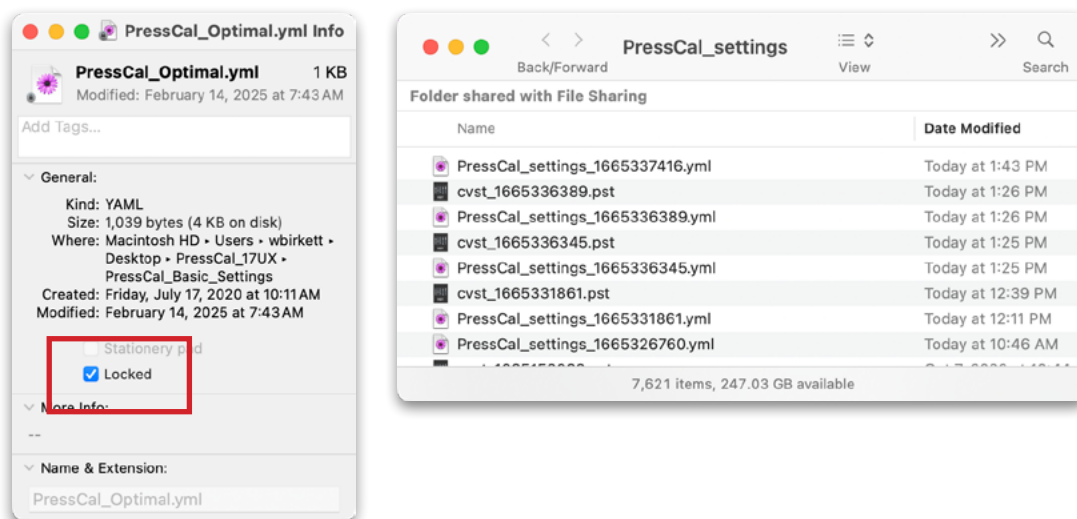 PressCal_Optimal.yml Info
PressCal_Optimal.yml 1 KB
Modified: February 14, 2025 at 7:43 AM
Add Tags...
General:
Kind: YAML
Size: 1,039 bytes (4 KB on disk)
Where: Macintosh HD ▸ Users ▸ wbirkett ▸
Desktop ▸ PressCal_17UX ▸
PressCal_Basic_Settings
Created: Friday, July 17, 2020 at 10:11 AM
Modified: February 14, 2025 at 7:43 AM
Stationery pad
Locked
More Info:
--
Name & Extension:
PressCal_Optimal.yml
PressCal_settings
Back/Forward View Search
Folder shared with File Sharing
Name Date Modified
PressCal_settings_1665337416.yml Today at 1:43 PM
cvst_1665336389.pst Today at 1:26 PM
PressCal_settings_1665336389.yml Today at 1:26 PM
cvst_1665336345.pst Today at 1:25 PM
PressCal_settings_1665336345.yml Today at 1:25 PM
cvst_1665331861.pst Today at 12:39 PM
PressCal_settings_1665331861.yml Today at 12:11 PM
PressCal_settings_1665326760.yml Today at 10:46 AM
7,621 items, 247.03 GB available